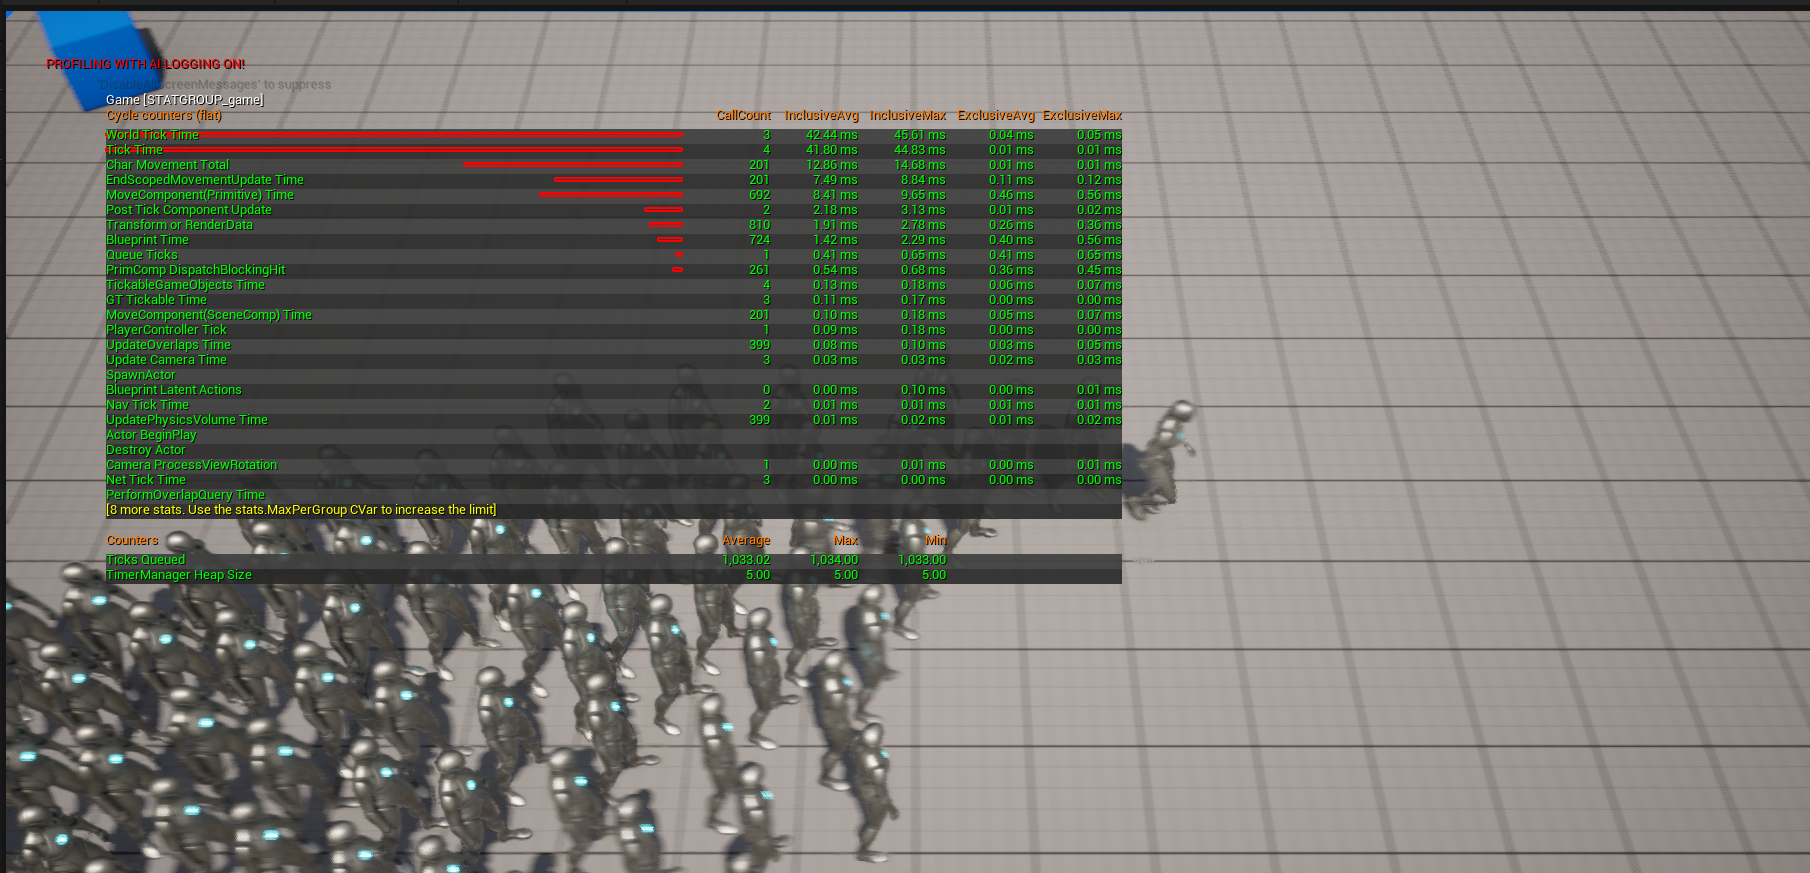 PROFILING WITH AI LOGGING ON!
'DisableAllScreenMessages' to suppress
Game [STATGROUP_game]
Cycle counters (flat) CallCount InclusiveAvg InclusiveMax ExclusiveAvg ExclusiveMax
World Tick Time 3 42.44 ms 45.61 ms 0.04 ms 0.05 ms
Tick Time 4 41.80 ms 44.83 ms 0.01 ms 0.01 ms
Char Movement Total 201 12.86 ms 14.68 ms 0.01 ms 0.01 ms
EndScopedMovementUpdate Time 201 7.49 ms 8.84 ms 0.11 ms 0.12 ms
MoveComponent(Primitive) Time 692 8.41 ms 9.65 ms 0.46 ms 0.56 ms
Post Tick Component Update 2 2.18 ms 3.13 ms 0.01 ms 0.02 ms
Transform or RenderData 810 1.91 ms 2.78 ms 0.26 ms 0.36 ms
Blueprint Time 724 1.42 ms 2.29 ms 0.40 ms 0.56 ms
Queue Ticks 1 0.41 ms 0.65 ms 0.41 ms 0.65 ms
PrimComp DispatchBlockingHit 261 0.54 ms 0.68 ms 0.36 ms 0.45 ms
TickableGameObjects Time 4 0.13 ms 0.18 ms 0.06 ms 0.07 ms
GT Tickable Time 3 0.11 ms 0.17 ms 0.00 ms 0.00 ms
MoveComponent(SceneComp) Time 201 0.10 ms 0.18 ms 0.05 ms 0.07 ms
PlayerController Tick 1 0.09 ms 0.18 ms 0.00 ms 0.00 ms
UpdateOverlaps Time 399 0.08 ms 0.10 ms 0.03 ms 0.05 ms
Update Camera Time 3 0.03 ms 0.03 ms 0.02 ms 0.03 ms
SpawnActor
Blueprint Latent Actions 0 0.00 ms 0.10 ms 0.00 ms 0.01 ms
Nav Tick Time 2 0.01 ms 0.01 ms 0.01 ms 0.01 ms
UpdatePhysicsVolume Time 399 0.01 ms 0.02 ms 0.01 ms 0.02 ms
Actor BeginPlay
Destroy Actor
Camera ProcessViewRotation 1 0.00 ms 0.01 ms 0.00 ms 0.01 ms
Net Tick Time 3 0.00 ms 0.00 ms 0.00 ms 0.00 ms
PerformOverlapQuery Time
[8 more stats. Use the stats.MaxPerGroup CVar to increase the limit]
Counters Average Max Min
Ticks Queued 1,033.02 1,034.00 1,033.00
TimerManager Heap Size 5.00 5.00 5.00